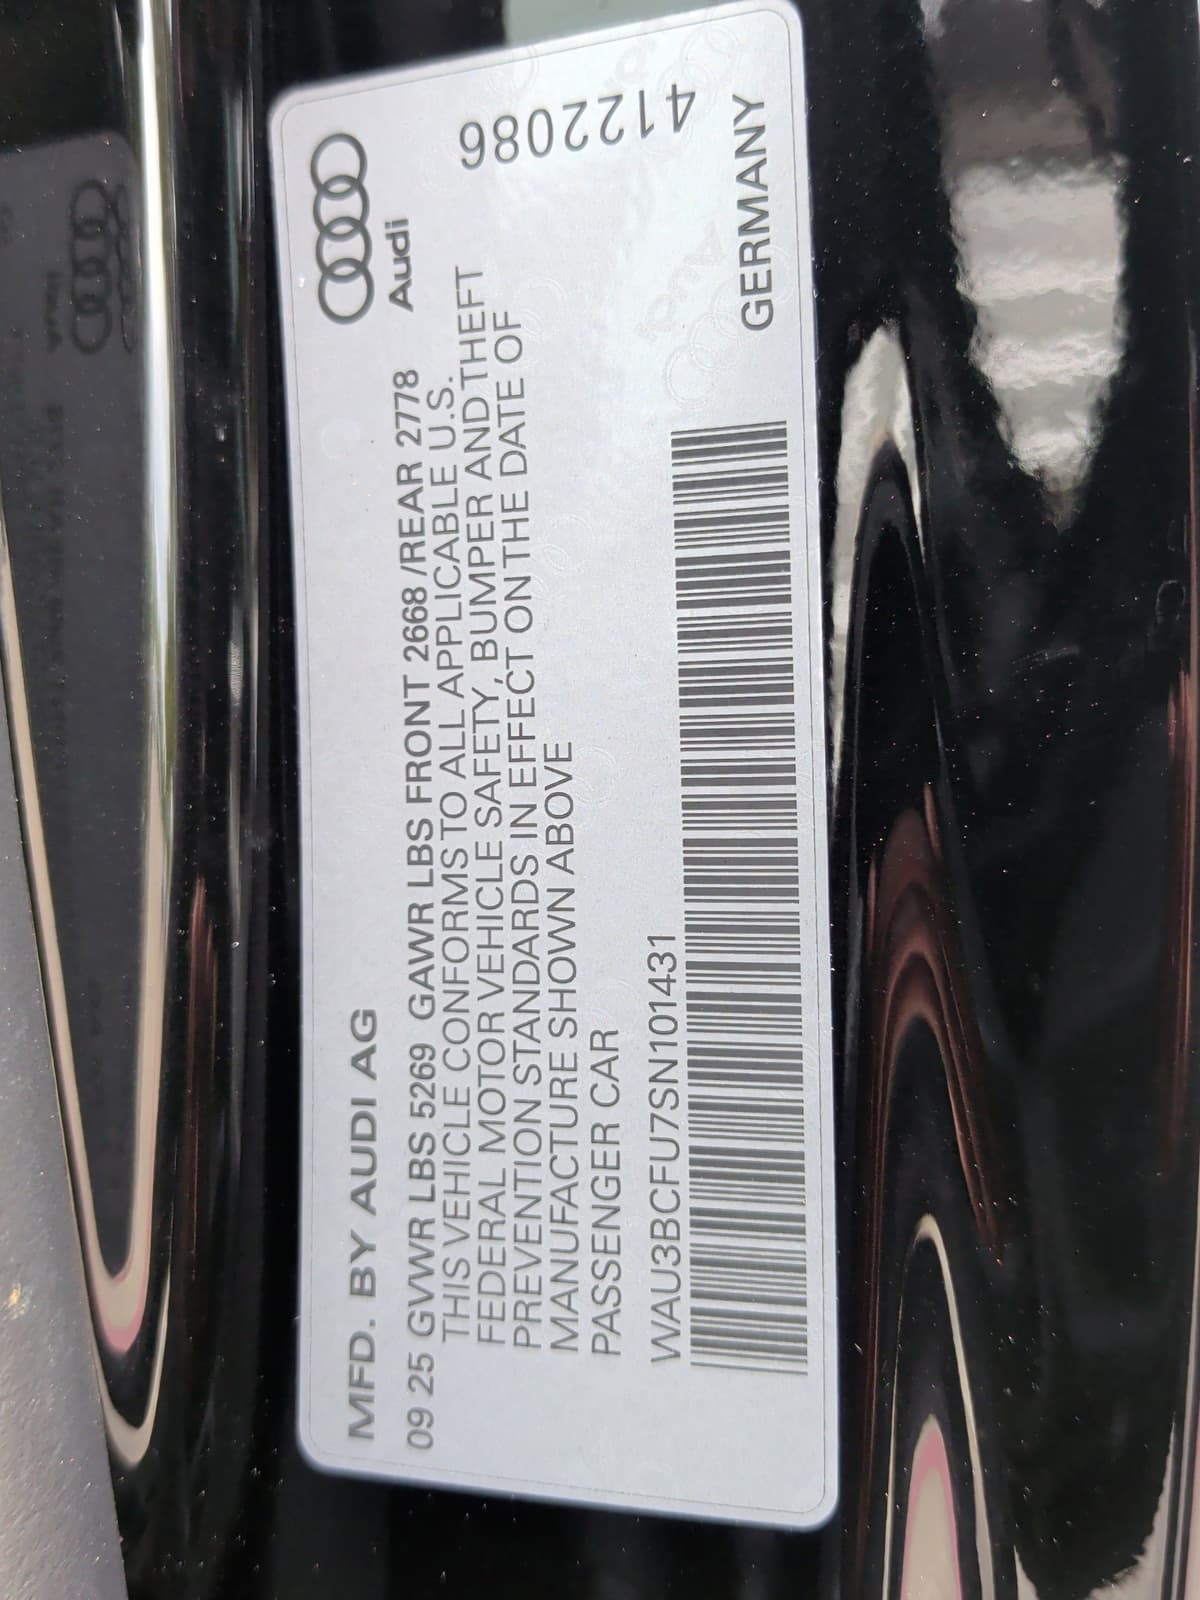 MFD. BY AUDI AG
Audi
09 25 GVWR LBS 5269 GAWR LBS FRONT 2668 /REAR 2778
THIS VEHICLE CONFORMS TO ALL APPLICABLE U.S.
FEDERAL MOTOR VEHICLE SAFETY, BUMPER AND THEFT
PREVENTION STANDARDS IN EFFECT ON THE DATE OF
MANUFACTURE SHOWN ABOVE
PASSENGER CAR
4122086
WAU3BCFU7SN101431
GERMANY